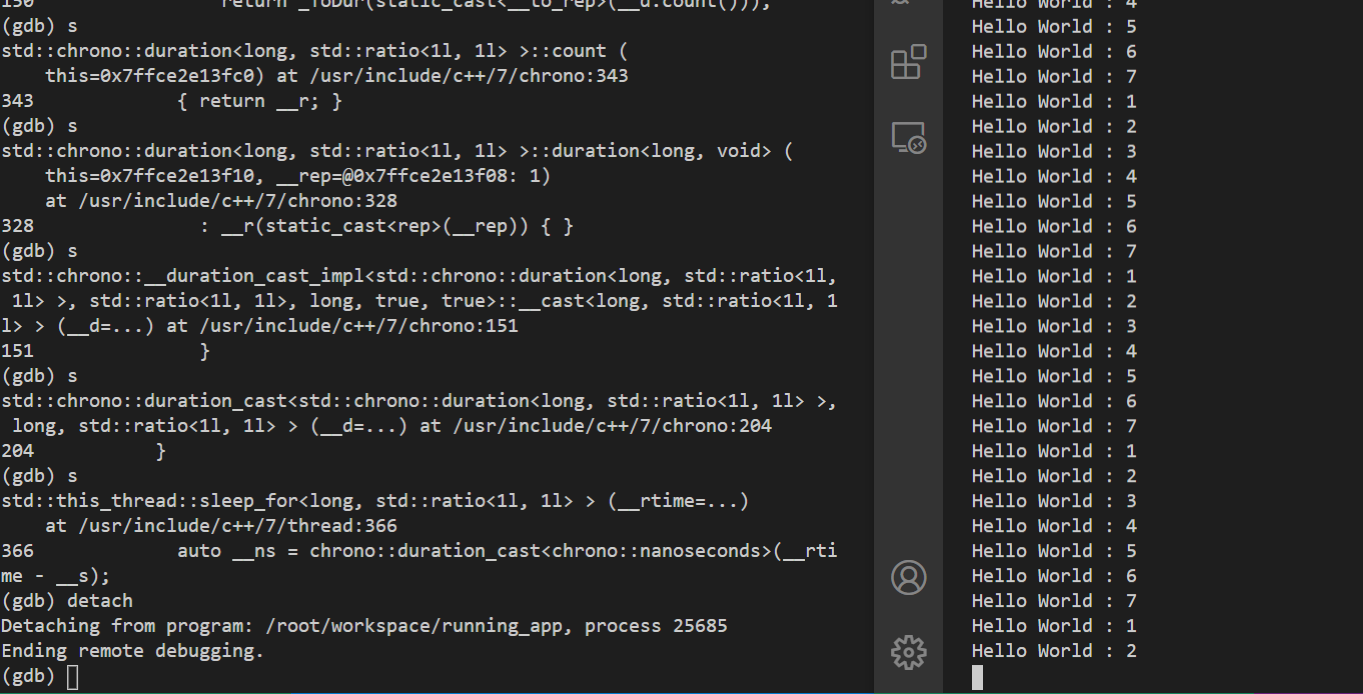 150                 return _ToDur(static_cast<__to_rep>(__d.count()));
(gdb) s
std::chrono::duration<long, std::ratio<1l, 1l> >::count (
    this=0x7ffce2e13fc0) at /usr/include/c++/7/chrono:343
343             { return __r; }
(gdb) s
std::chrono::duration<long, std::ratio<1l, 1l> >::duration<long, void> (
    this=0x7ffce2e13f10, __rep=@0x7ffce2e13f08: 1)
    at /usr/include/c++/7/chrono:328
328               : __r(static_cast<rep>(__rep)) { }
(gdb) s
std::chrono::__duration_cast_impl<std::chrono::duration<long, std::ratio<1l,
 1l> >, std::ratio<1l, 1l>, long, true, true>::__cast<long, std::ratio<1l, 1
l> > (__d=...) at /usr/include/c++/7/chrono:151
151               }
(gdb) s
std::chrono::duration_cast<std::chrono::duration<long, std::ratio<1l, 1l> >,
 long, std::ratio<1l, 1l> > (__d=...) at /usr/include/c++/7/chrono:204
204           }
(gdb) s
std::this_thread::sleep_for<long, std::ratio<1l, 1l> > (__rtime=...)
    at /usr/include/c++/7/thread:366
366             auto __ns = chrono::duration_cast<chrono::nanoseconds>(__rti
me - __s);
(gdb) detach
Detaching from program: /root/workspace/running_app, process 25685
Ending remote debugging.
(gdb)
Hello World : 4
Hello World : 5
Hello World : 6
Hello World : 7
Hello World : 1
Hello World : 2
Hello World : 3
Hello World : 4
Hello World : 5
Hello World : 6
Hello World : 7
Hello World : 1
Hello World : 2
Hello World : 3
Hello World : 4
Hello World : 5
Hello World : 6
Hello World : 7
Hello World : 1
Hello World : 2
Hello World : 3
Hello World : 4
Hello World : 5
Hello World : 6
Hello World : 7
Hello World : 1
Hello World : 2